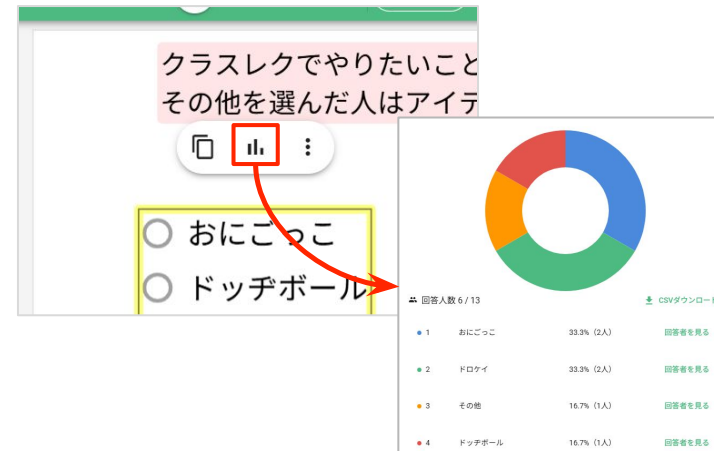 クラスレクでやりたいこと
その他を選んだ人はアイテ
おにごっこ
ドッヂボール
回答人数 6 / 13
CSVダウンロード
1 おにごっこ 33.3% (2人) 回答者を見る
2 ドロケイ 33.3% (2人) 回答者を見る
3 その他 16.7% (1人) 回答者を見る
4 ドッヂボール 16.7% (1人) 回答者を見る